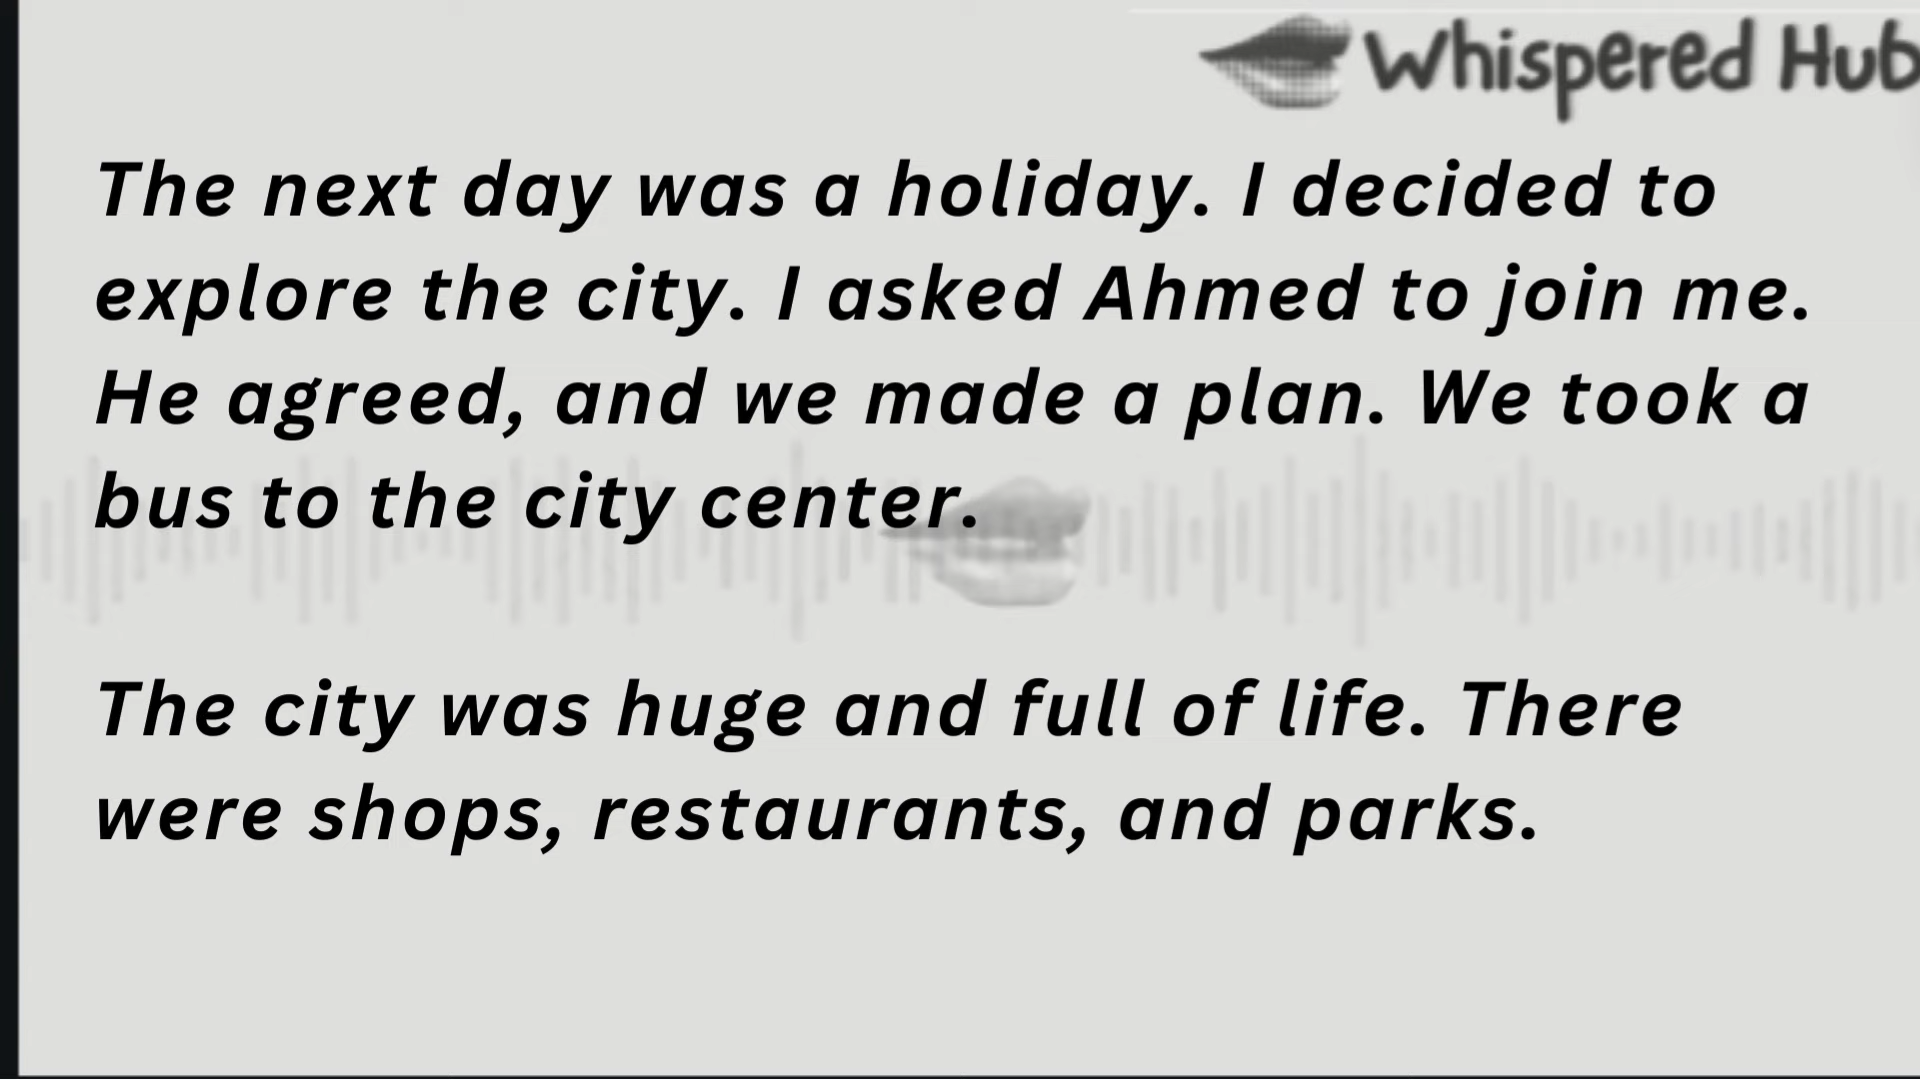 Whispered Hub
The next day was a holiday. I decided to
explore the city. I asked Ahmed to join me.
He agreed, and we made a plan. We took a
bus to the city center.
The city was huge and full of life. There
were shops, restaurants, and parks.